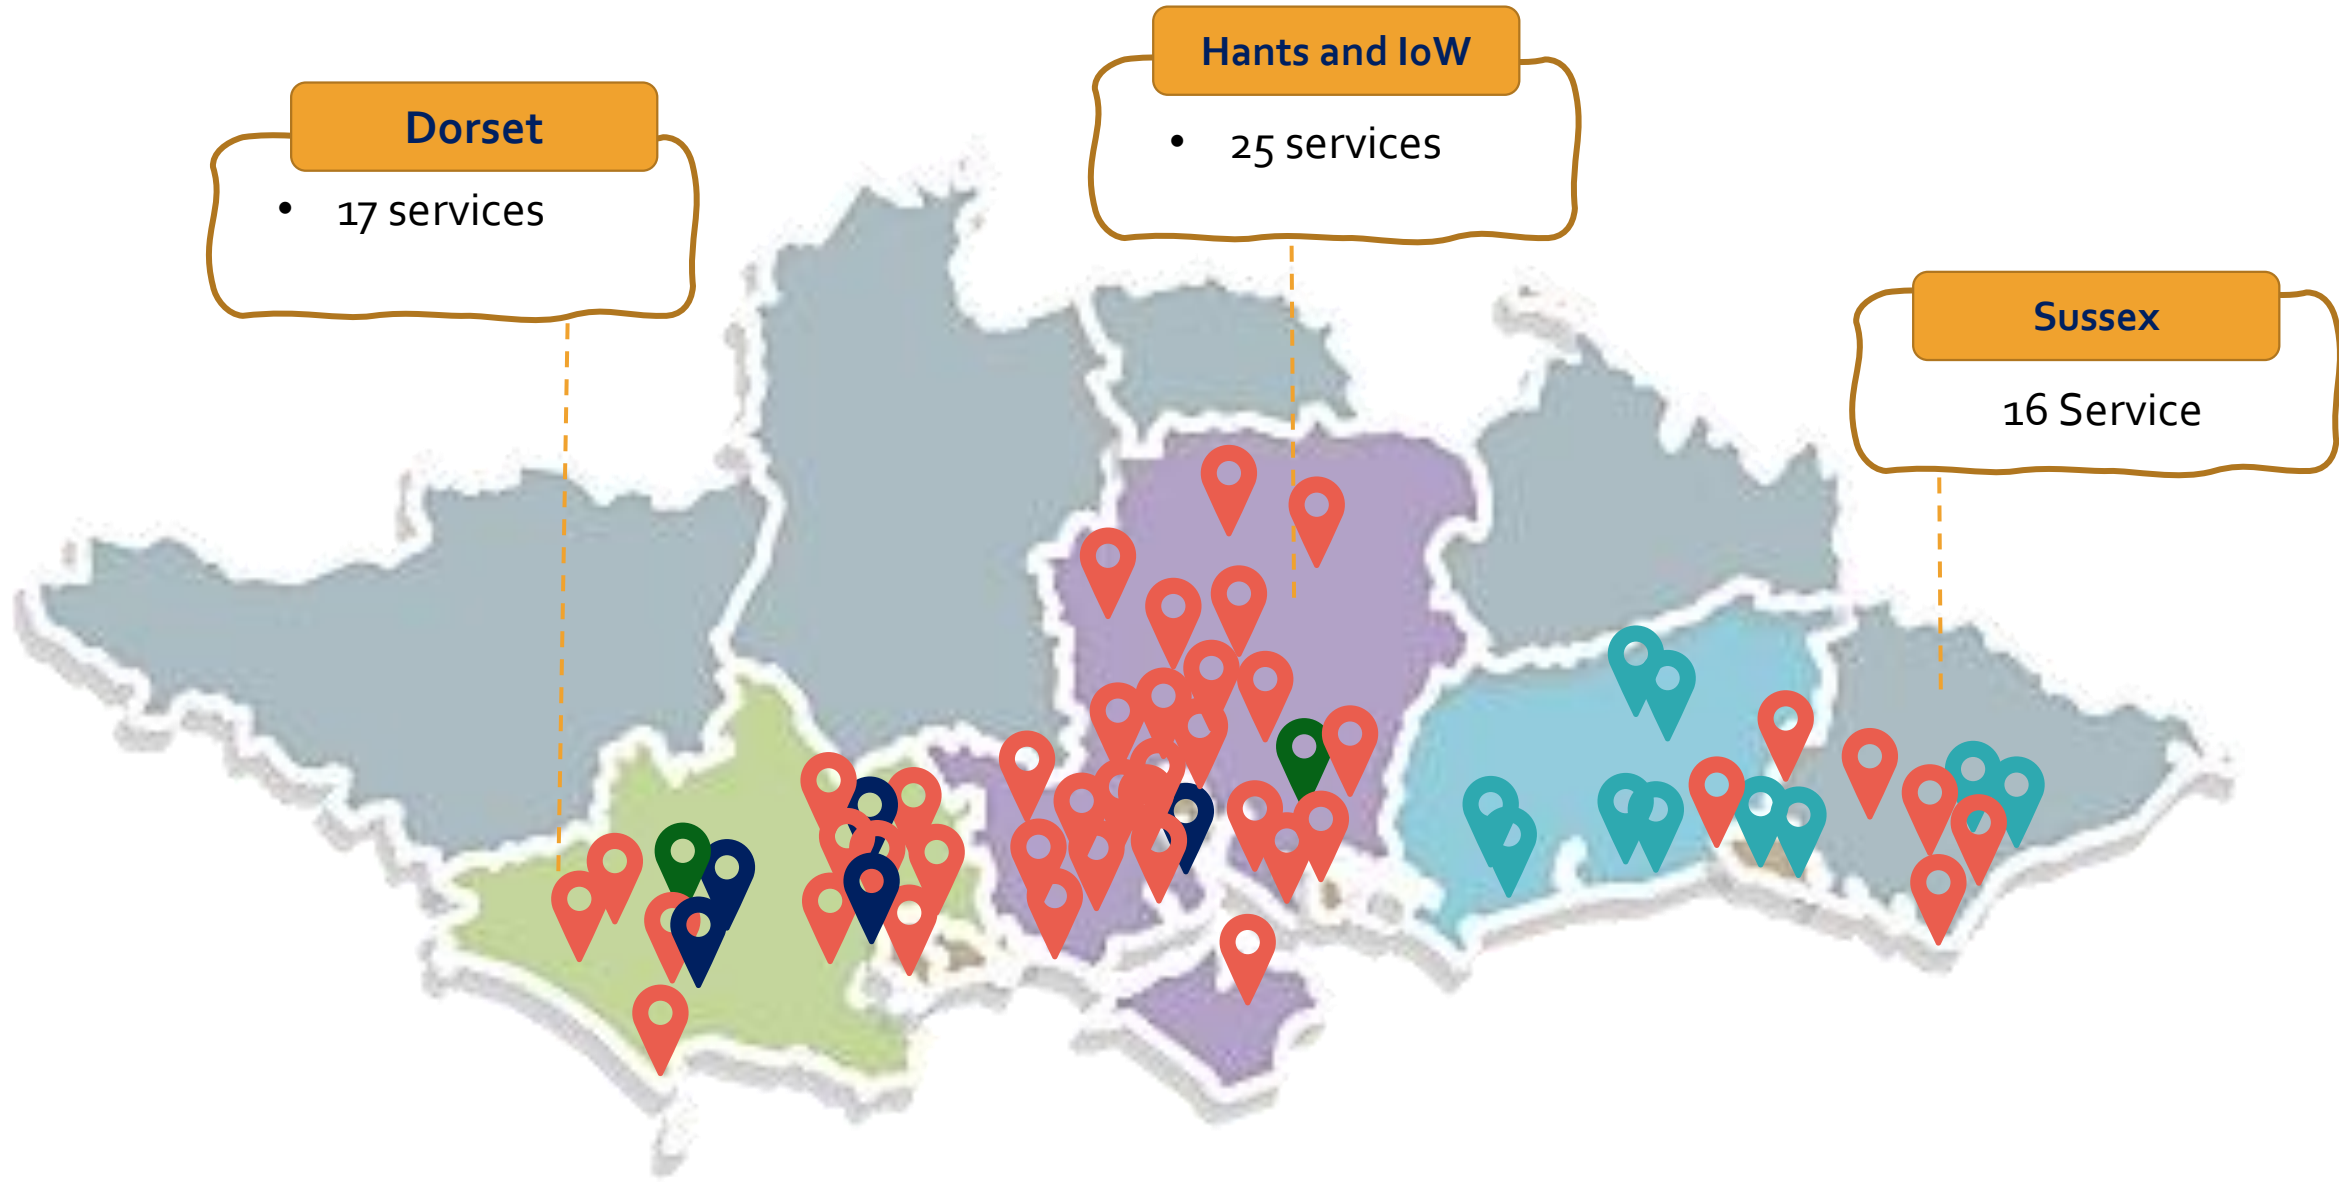 Dorset
• 17 services
Hants and IoW
• 25 services
Sussex
16 Service